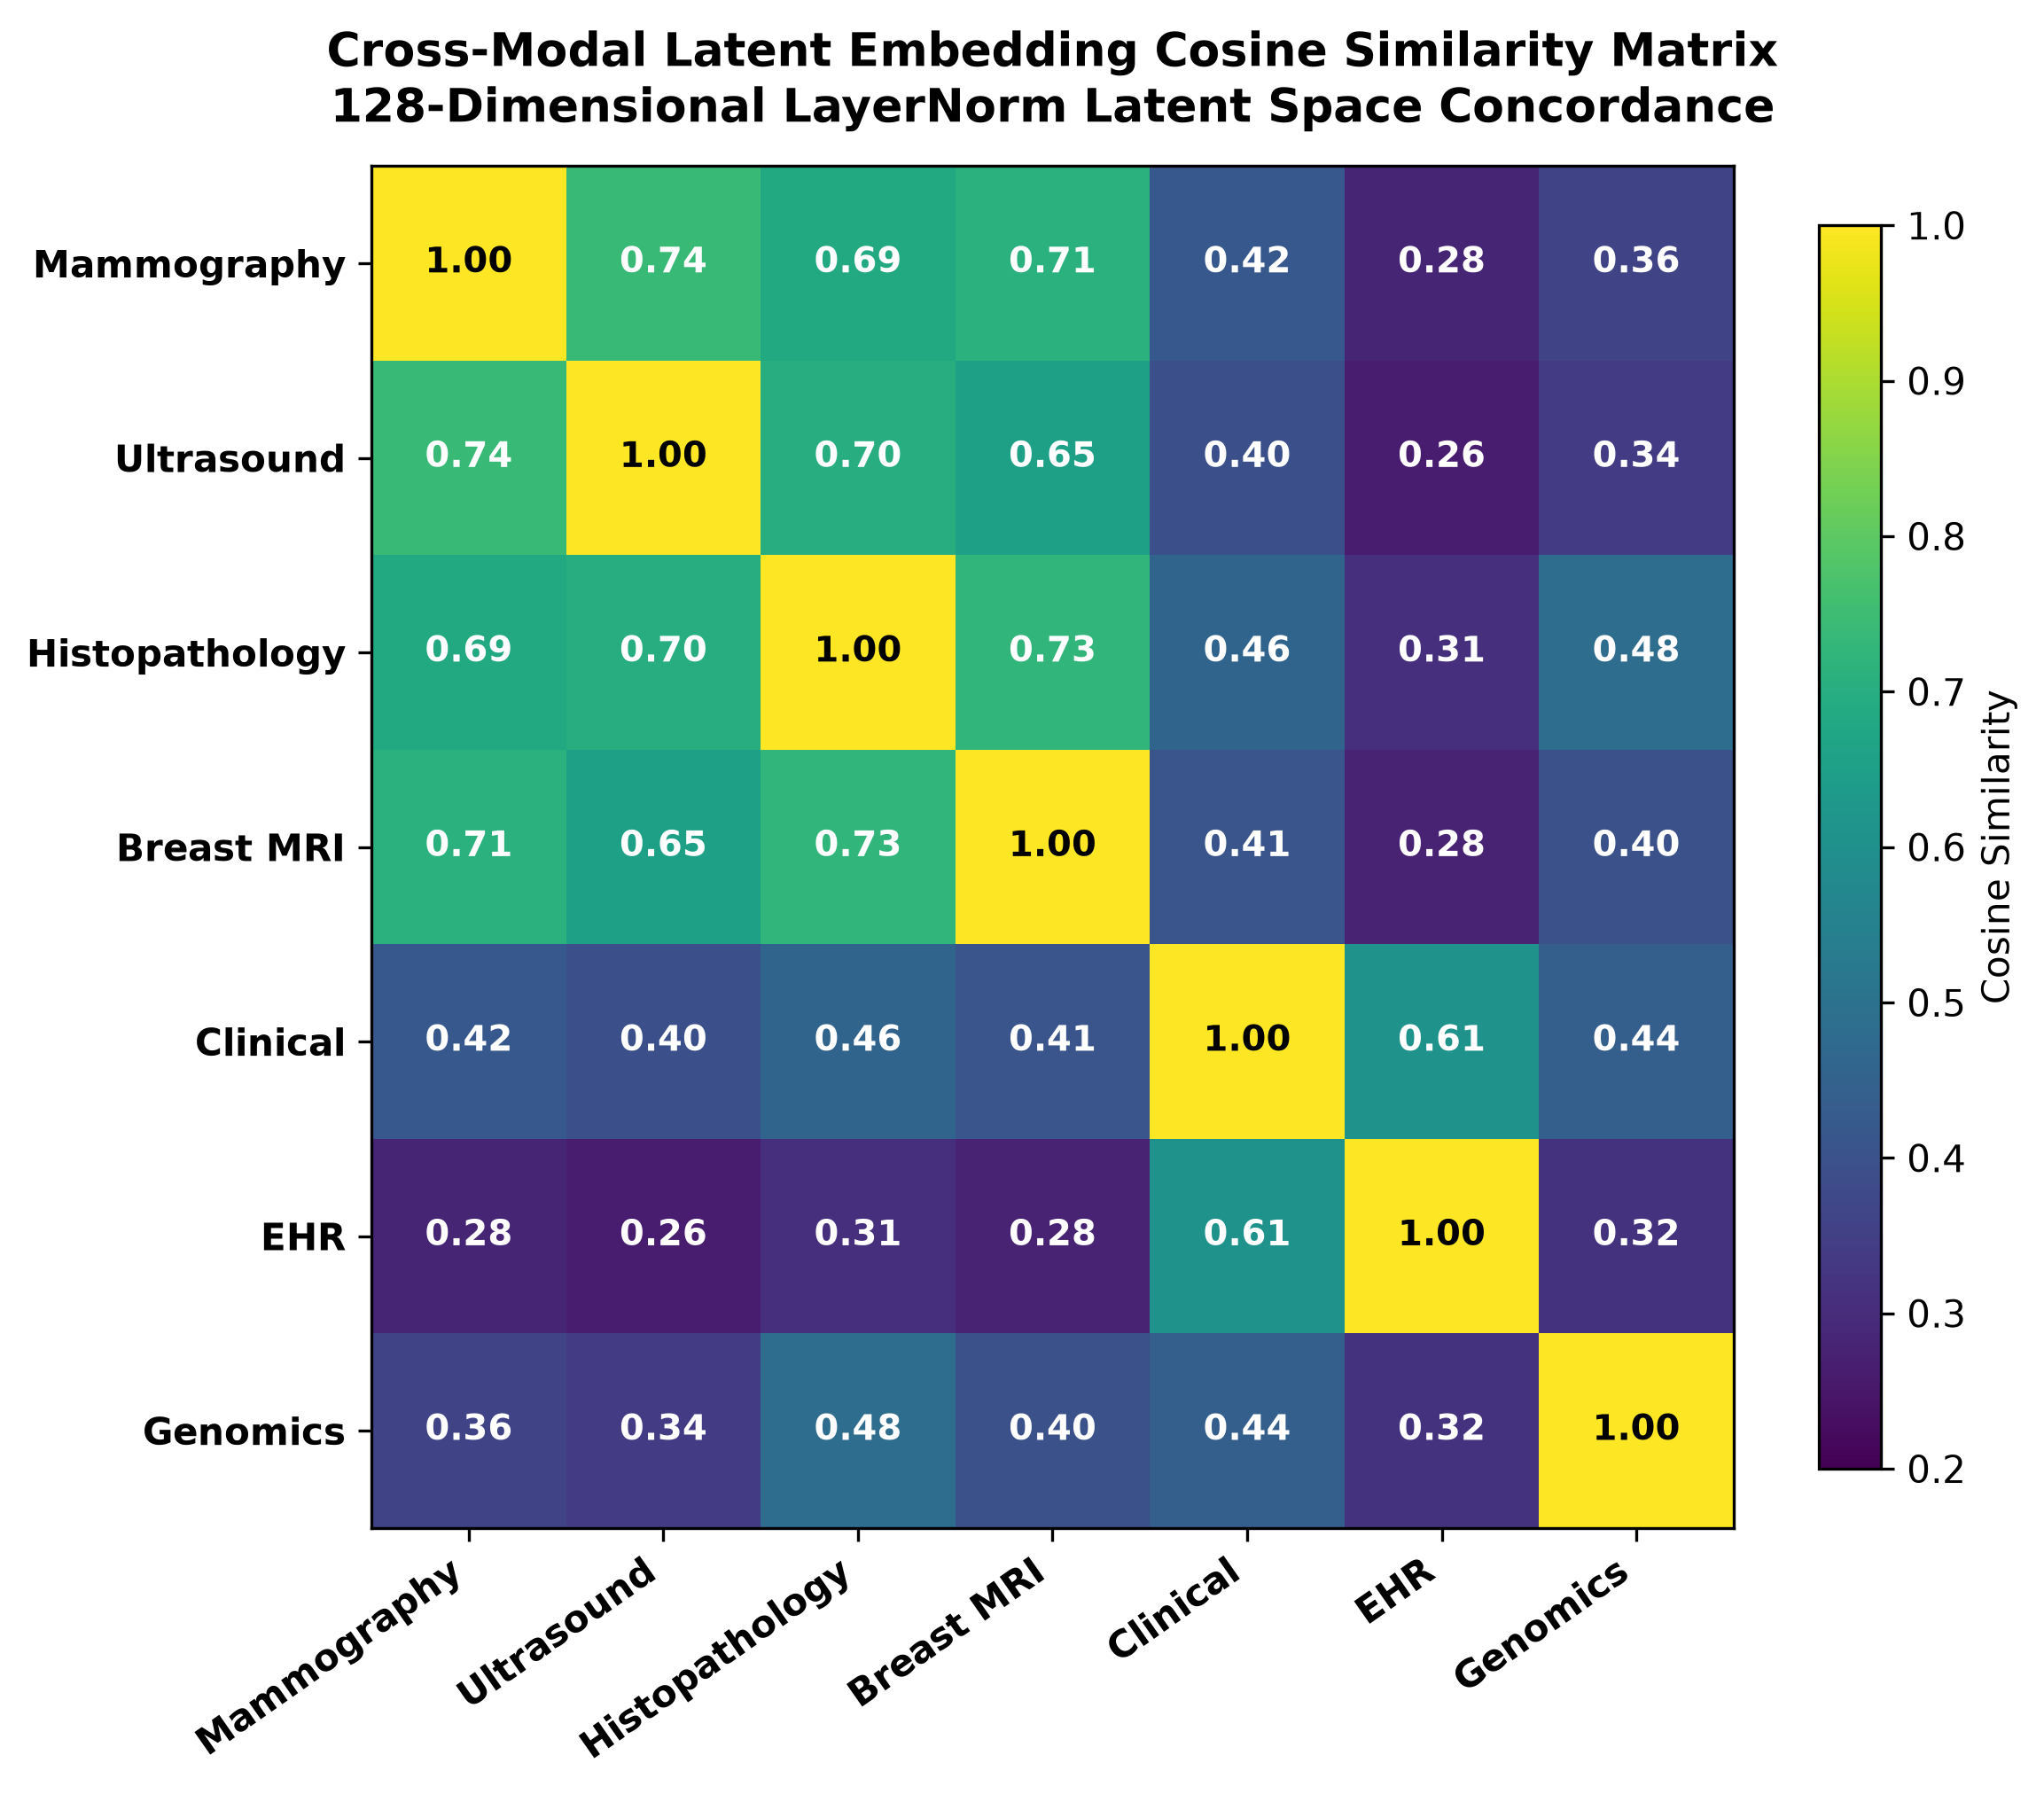 Cross-Modal Latent Embedding Cosine Similarity Matrix
128-Dimensional LayerNorm Latent Space Concordance
Mammography 1.00 0.74 0.69 0.71 0.42 0.28 0.36
Ultrasound 0.74 1.00 0.70 0.65 0.40 0.26 0.34
Histopathology 0.69 0.70 1.00 0.73 0.46 0.31 0.48
Breast MRI 0.71 0.65 0.73 1.00 0.41 0.28 0.40
Clinical 0.42 0.40 0.46 0.41 1.00 0.61 0.44
EHR 0.28 0.26 0.31 0.28 0.61 1.00 0.32
Genomics 0.36 0.34 0.48 0.40 0.44 0.32 1.00
Mammography
Ultrasound
Histopathology
Breast MRI
Clinical
EHR
Genomics
1.0
0.9
0.8
0.7
0.6
0.5
0.4
0.3
0.2
Cosine Similarity